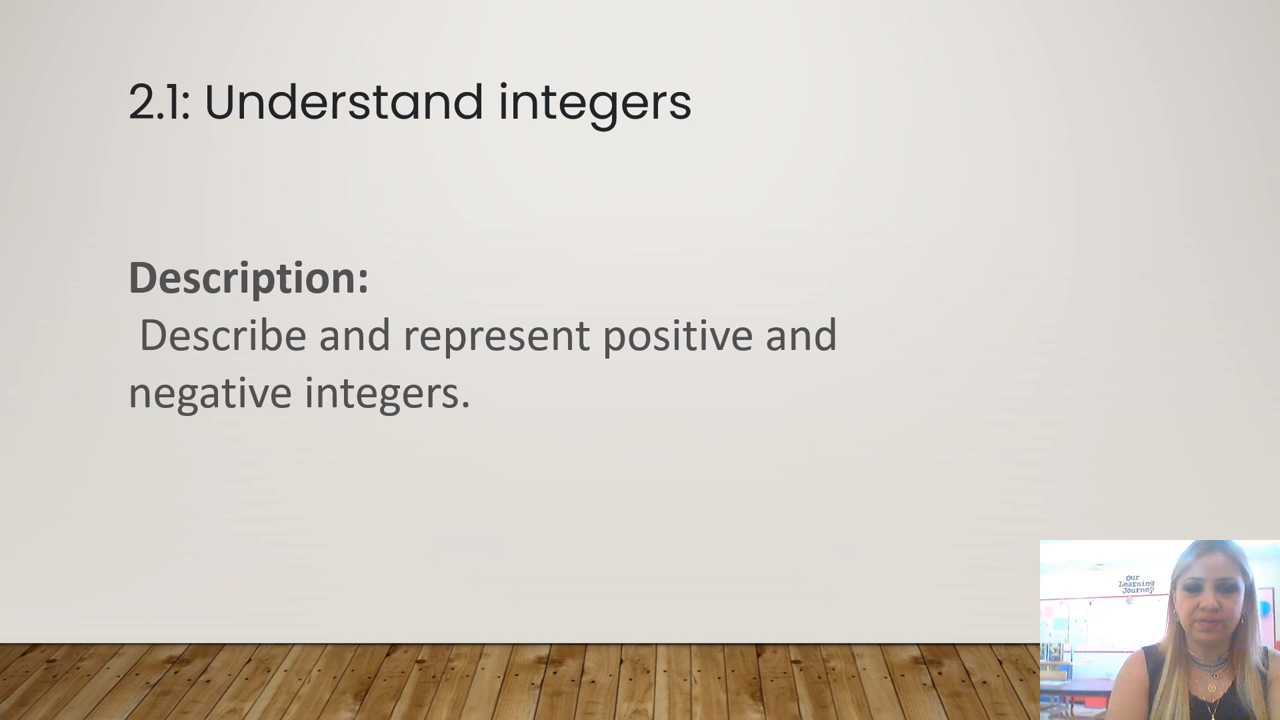 2.1: Understand integers
Description:
Describe and represent positive and
negative integers.
Our
Learning
Journey